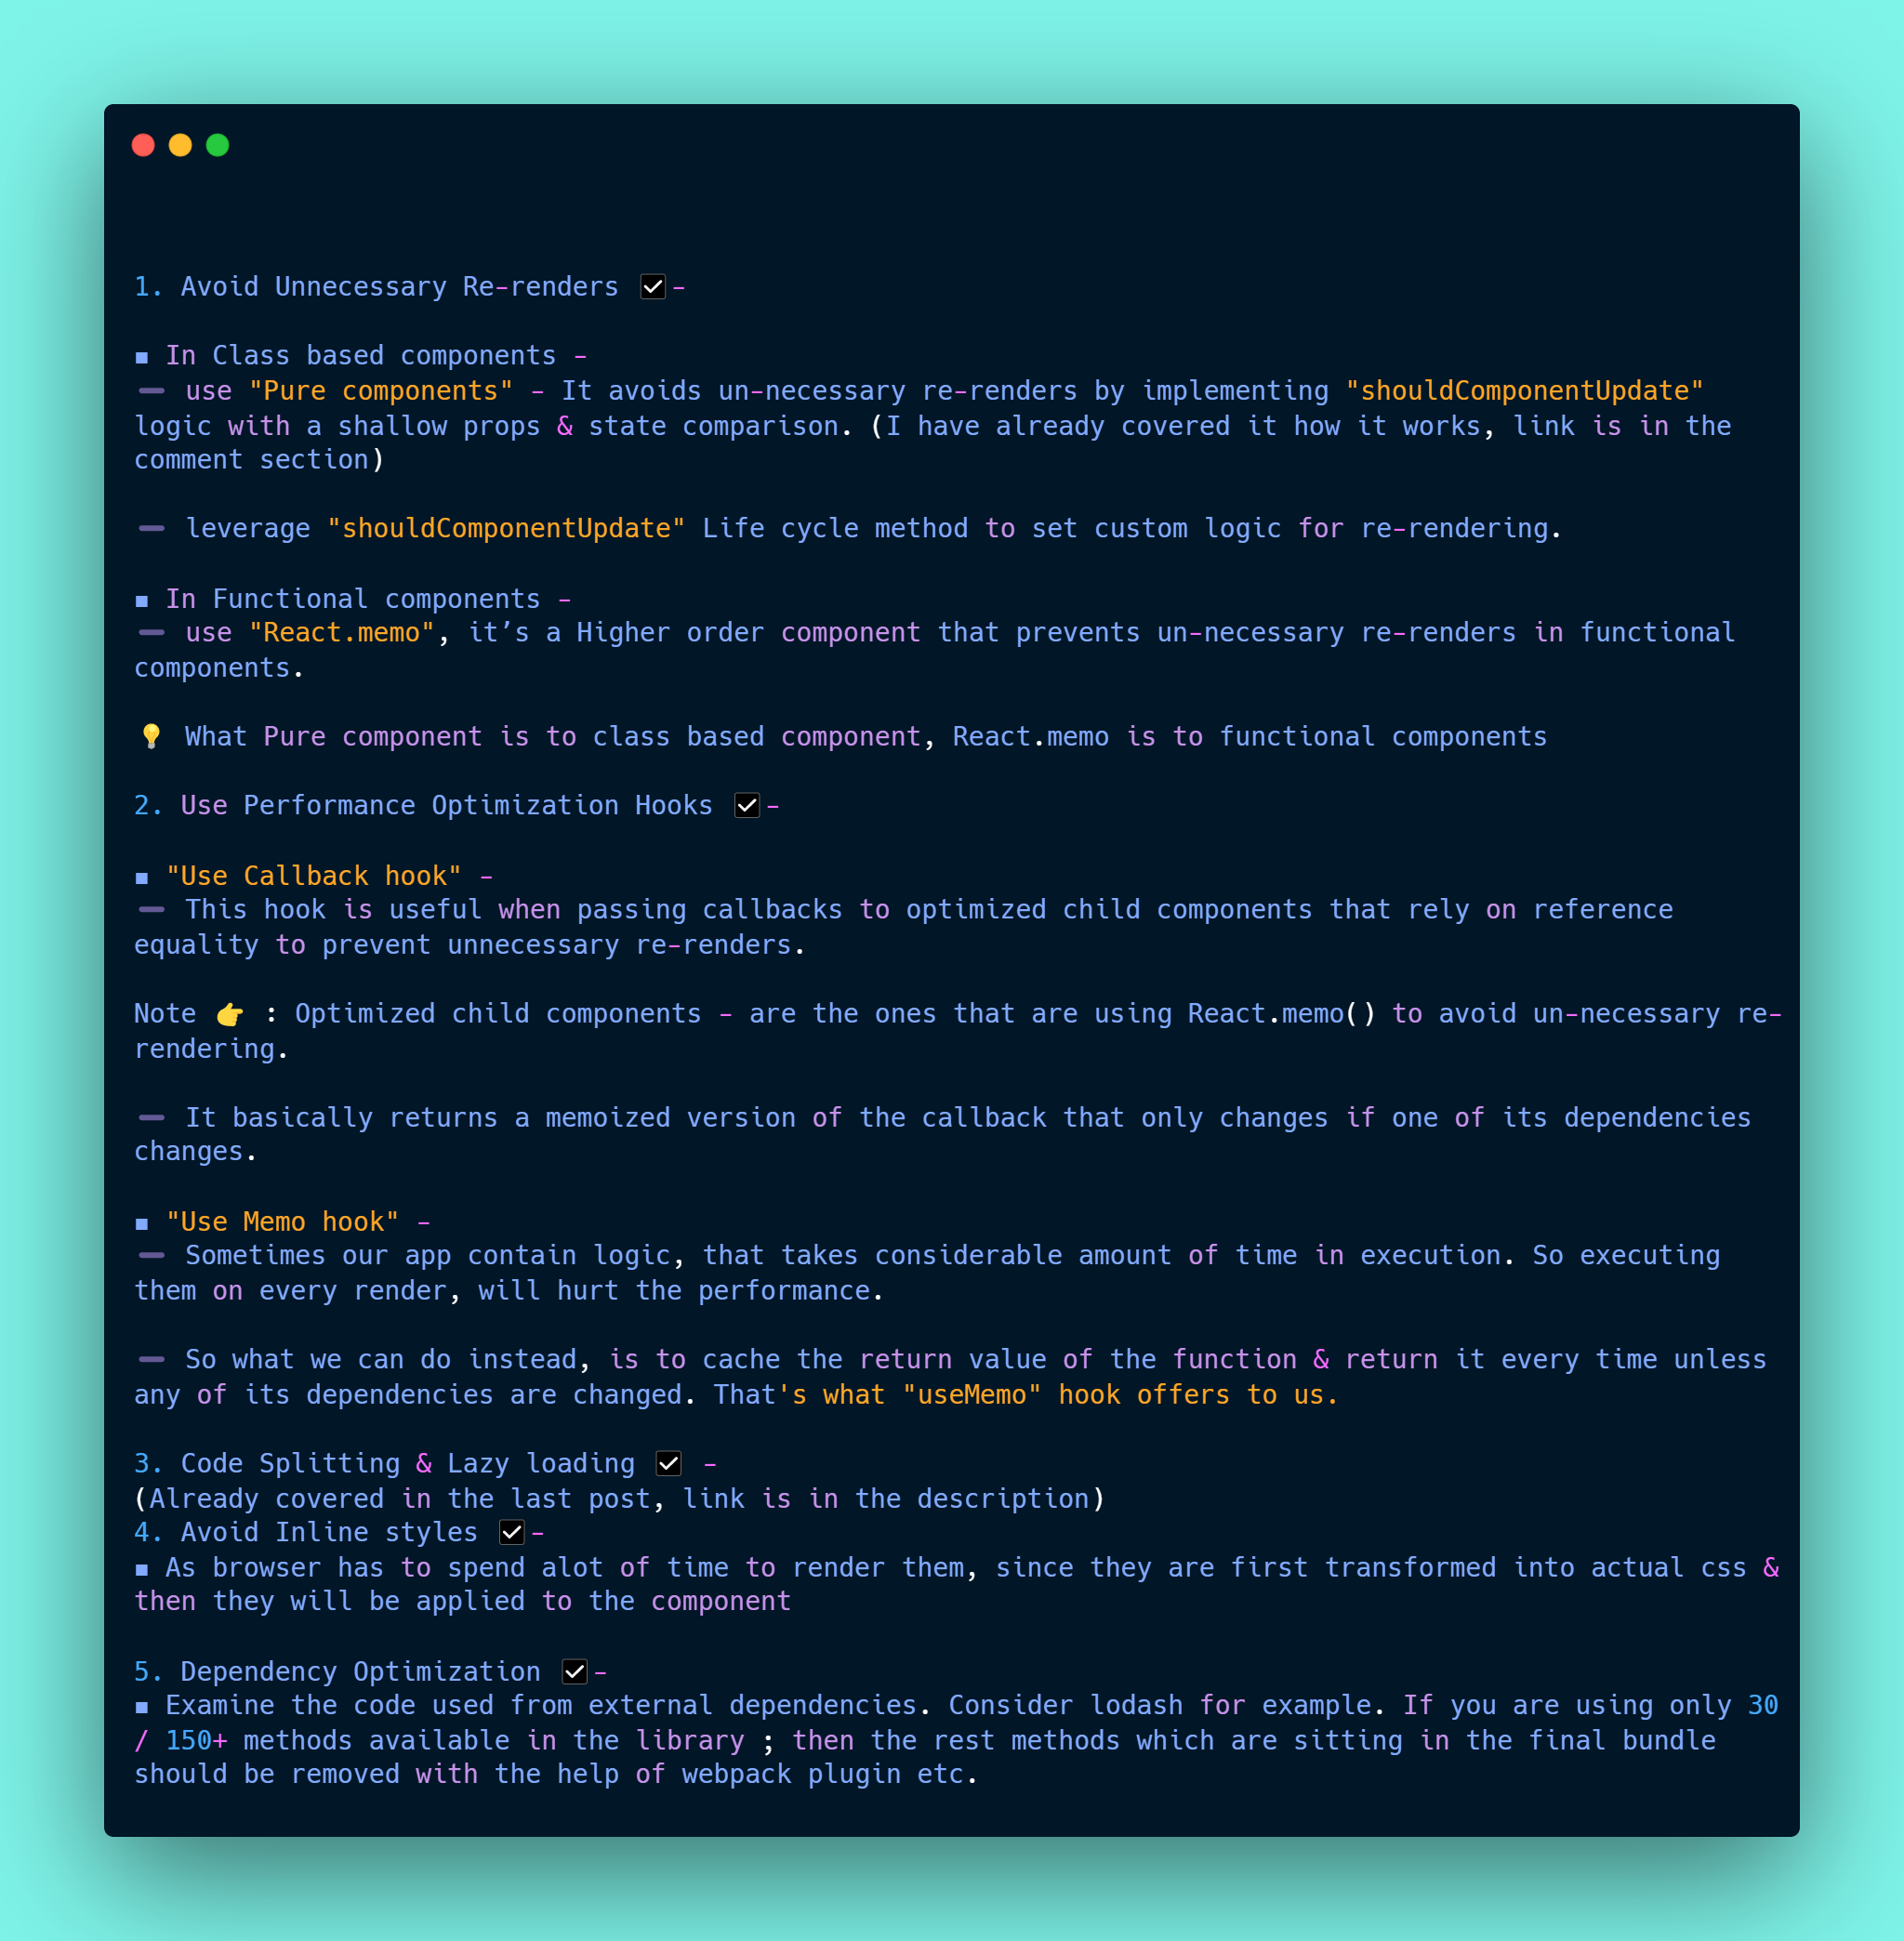 1. Avoid Unnecessary Re-renders ☑-
▪ In Class based components -
➖ use "Pure components" - It avoids un-necessary re-renders by implementing "shouldComponentUpdate"
logic with a shallow props & state comparison. (I have already covered it how it works, link is in the
comment section)
➖ leverage "shouldComponentUpdate" Life cycle method to set custom logic for re-rendering.
▪ In Functional components -
➖ use "React.memo", it’s a Higher order component that prevents un-necessary re-renders in functional
components.
💡 What Pure component is to class based component, React.memo is to functional components
2. Use Performance Optimization Hooks ☑-
▪ "Use Callback hook" -
➖ This hook is useful when passing callbacks to optimized child components that rely on reference
equality to prevent unnecessary re-renders.
Note 👉 : Optimized child components - are the ones that are using React.memo() to avoid un-necessary re-
rendering.
➖ It basically returns a memoized version of the callback that only changes if one of its dependencies
changes.
▪ "Use Memo hook" -
➖ Sometimes our app contain logic, that takes considerable amount of time in execution. So executing
them on every render, will hurt the performance.
➖ So what we can do instead, is to cache the return value of the function & return it every time unless
any of its dependencies are changed. That's what "useMemo" hook offers to us.
3. Code Splitting & Lazy loading ☑ -
(Already covered in the last post, link is in the description)
4. Avoid Inline styles ☑-
▪ As browser has to spend alot of time to render them, since they are first transformed into actual css &
then they will be applied to the component
5. Dependency Optimization ☑-
▪ Examine the code used from external dependencies. Consider lodash for example. If you are using only 30
/ 150+ methods available in the library ; then the rest methods which are sitting in the final bundle
should be removed with the help of webpack plugin etc.